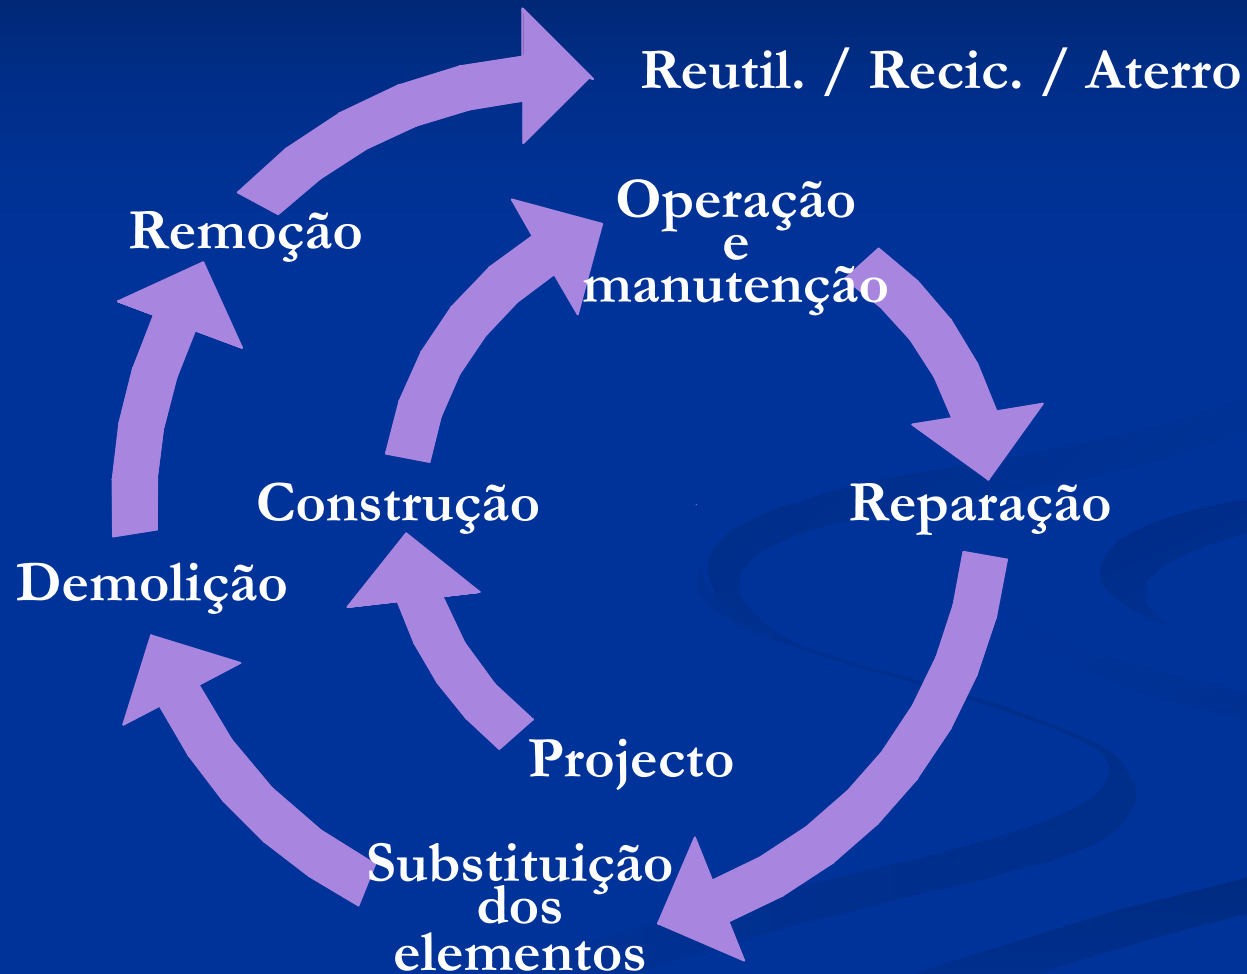 Reutil. / Recic. / Aterro
Remoção
Operação
e
manutenção
Construção
Reparação
Demolição
Projecto
Substituição
dos
elementos